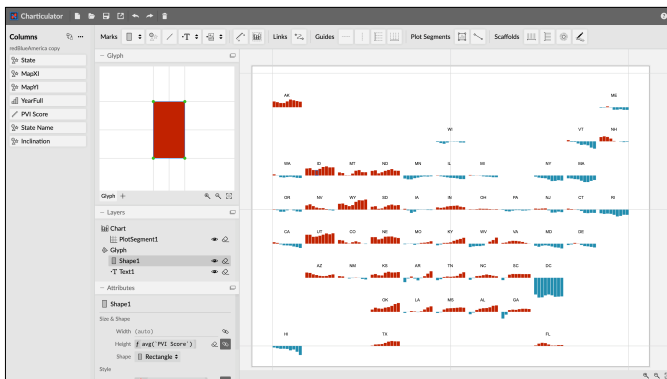 Charticulator
Columns
redBlueAmerica copy
State
MapXI
MapYI
YearFull
PVI Score
State Name
Inclination
Marks
Links
Guides
Plot Segments
Scaffolds
Glyph
Glyph
Layers
Chart
PlotSegment1
Glyph
Shape1
Text1
Attributes
Shape1
Size & Shape
Width (auto)
Height f avg(`PVI Score`)
Shape Rectangle
Style
AK ME
WI VT NH
WA ID MT ND MN IL MI NY MA
OR NV WY SD IA IN OH PA NJ CT RI
CA UT CO NE MO KY WV VA MD DE
AZ NM KS AR TN NC SC DC
OK LA MS AL GA
HI TX FL